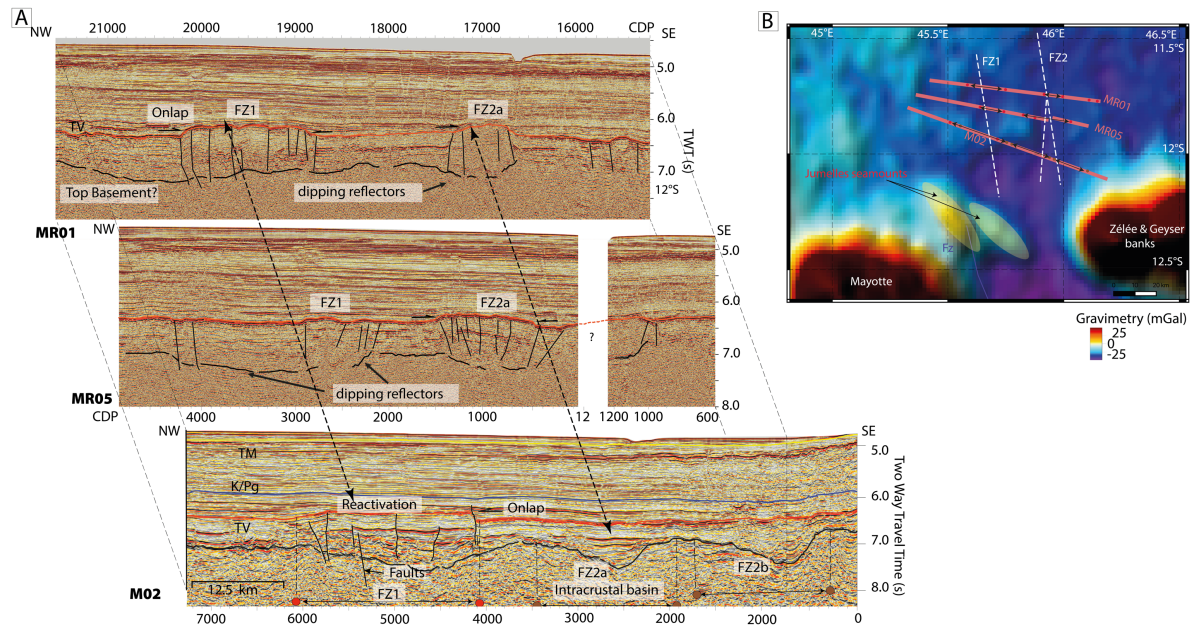 A
NW
21000 20000 19000 18000 17000 16000 CDP
SE
5.0
6.0
7.0
TWT (s)
12°S
Onlap
FZ1
FZ2a
TV
Top Basement?
dipping reflectors
MR01
NW
SE
5.0
6.0
7.0
8.0
FZ1
FZ2a
?
dipping reflectors
MR05
CDP 4000 3000 2000 1000 12 1200 1000 600
NW
SE
5.0
6.0
7.0
8.0
Two Way Travel Time (s)
TM
K/Pg
Reactivation
Onlap
TV
Faults
FZ1
FZ2a
Intracrustal basin
FZ2b
12.5 km
M02
7000 6000 5000 4000 3000 2000 0
B
45°E 45.5°E 46°E 46.5°E
11.5°S
FZ1
FZ2
MR01
MR05
M02
12°S
Jumelles seamounts
Fz
Zélée & Geyser
banks
12.5°S
Mayotte
20 km
Gravimetry (mGal)
25
0
-25